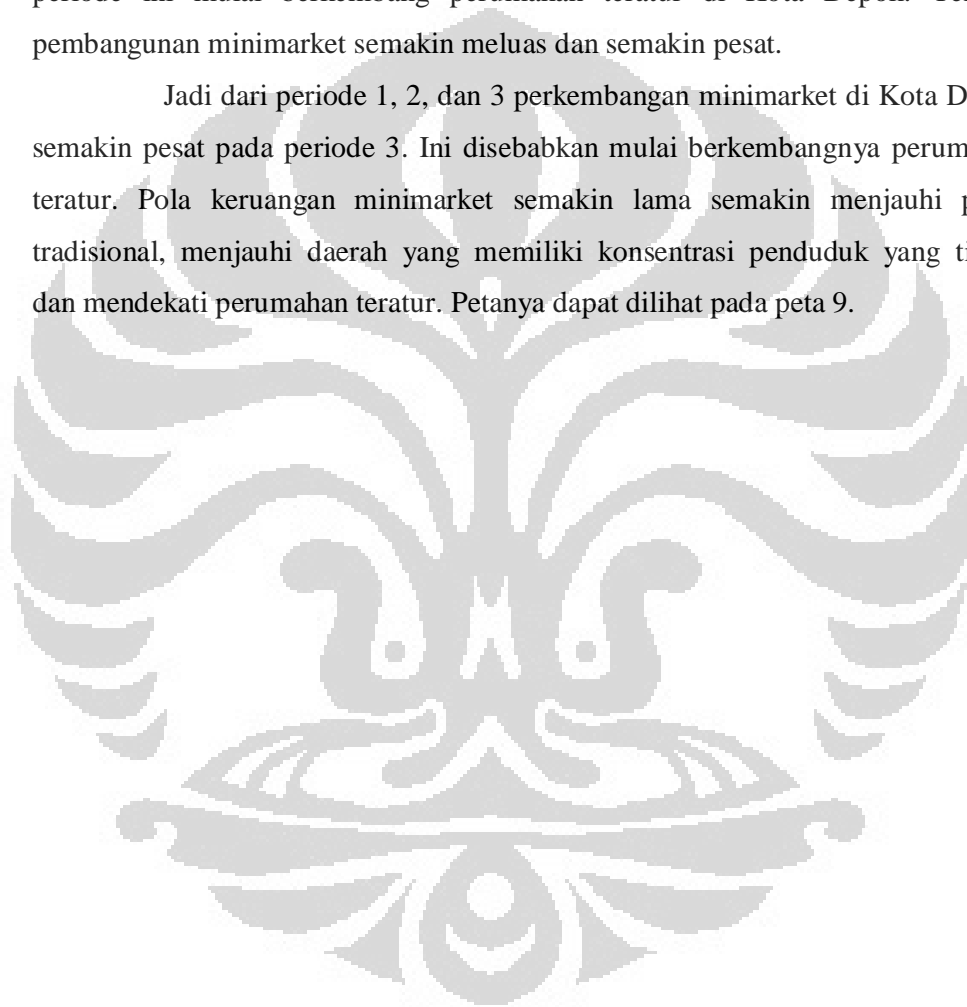 periode ini mulai berkembang perumahan teratur di Kota Depok.
pembangunan minimarket semakin meluas dan semakin pesat.
Jadi dari periode 1, 2, dan 3 perkembangan minimarket di Kota D
semakin pesat pada periode 3. Ini disebabkan mulai berkembangnya perum
teratur. Pola keruangan minimarket semakin lama semakin menjauhi p
tradisional, menjauhi daerah yang memiliki konsentrasi penduduk yang ti
dan mendekati perumahan teratur. Petanya dapat dilihat pada peta 9.